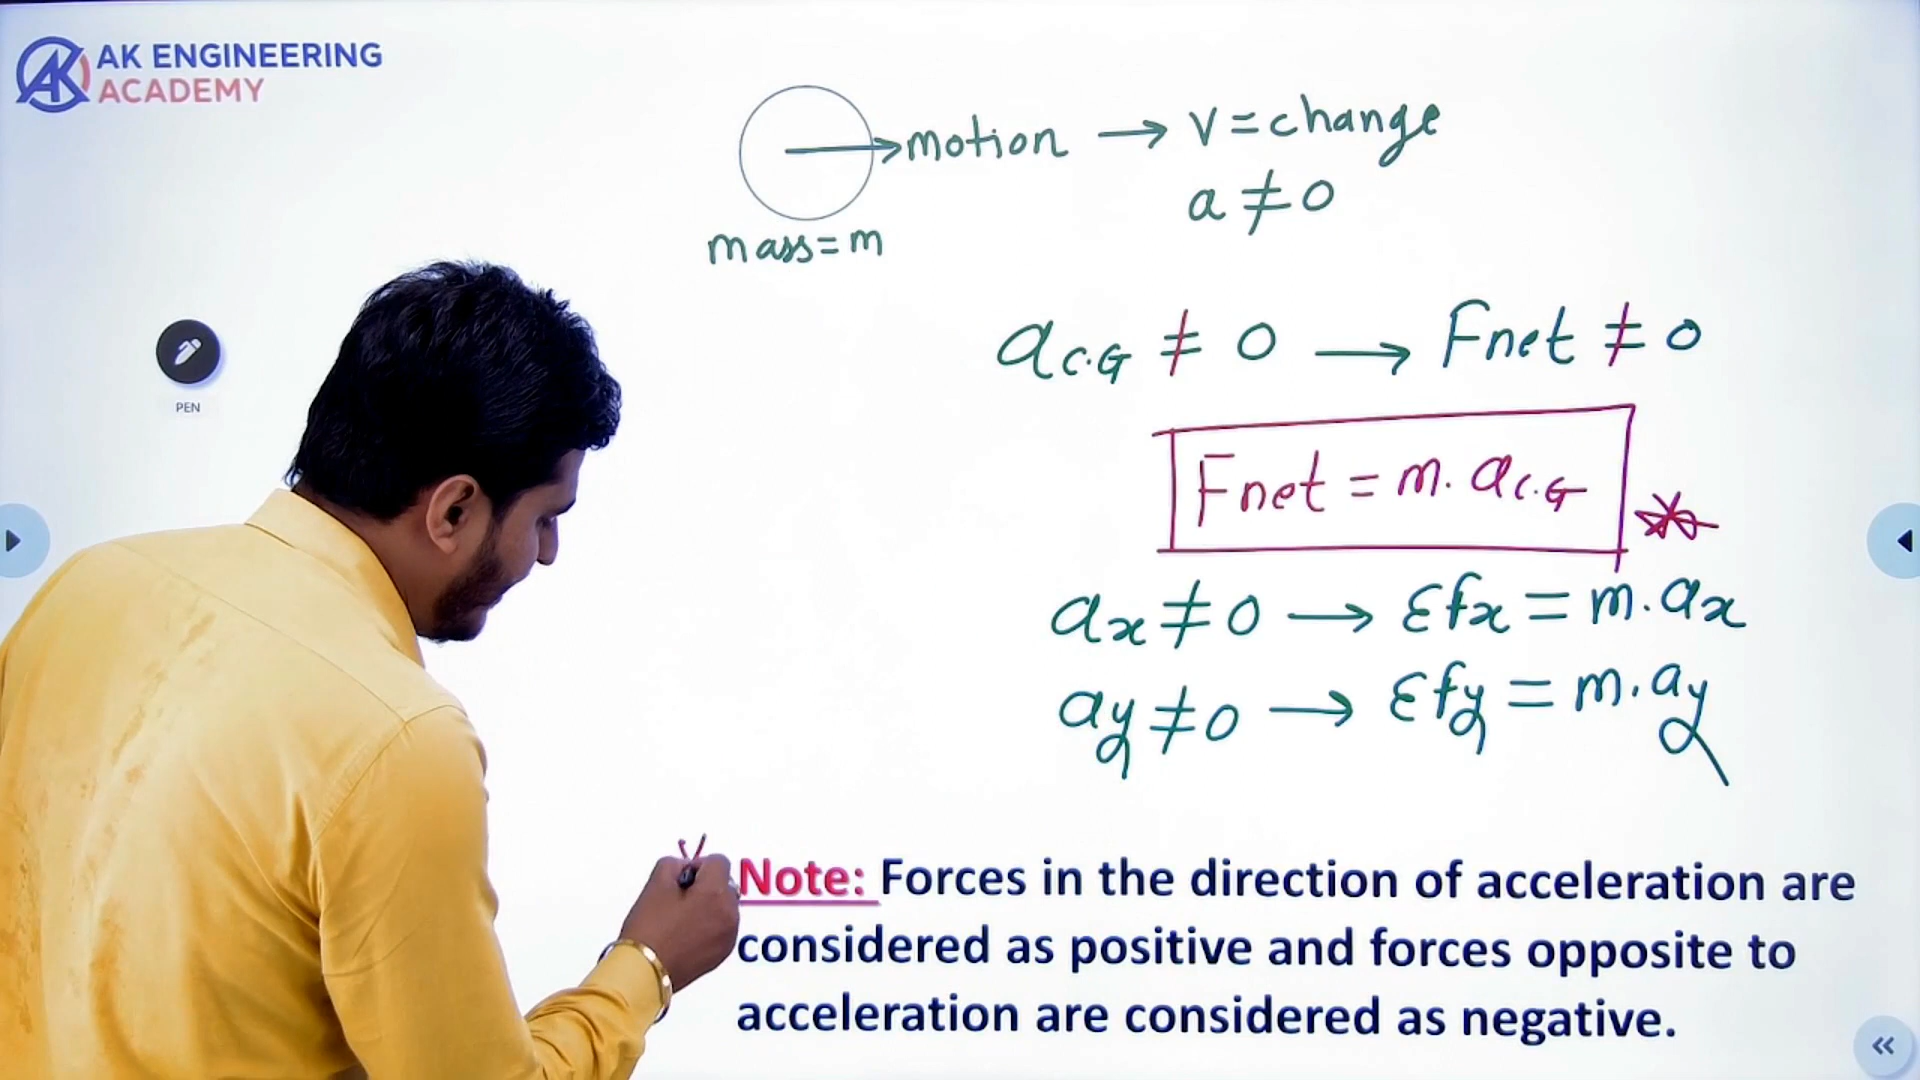 AK ENGINEERING
ACADEMY
motion → v = change
a ≠ 0
mass = m
a C.G ≠ 0 → Fnet ≠ 0
PEN
Fnet = m. a C.G
ax ≠ 0 → Σfx = m. ax
ay ≠ 0 → Σfy = m. ay
Note: Forces in the direction of acceleration are
considered as positive and forces opposite to
acceleration are considered as negative.